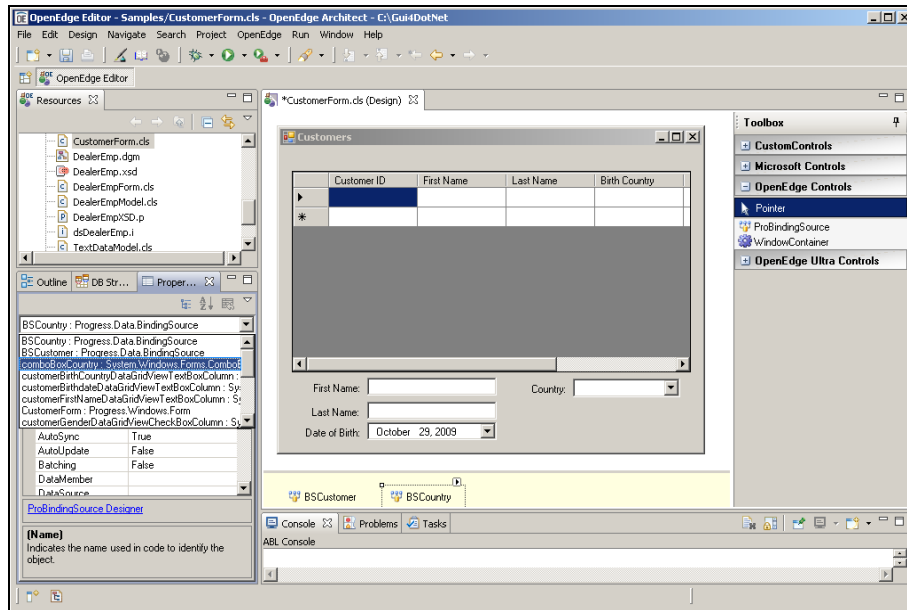 OpenEdge Editor - Samples/CustomerForm.cls - OpenEdge Architect - C:\Gui4DotNet
File Edit Design Navigate Search Project OpenEdge Run Window Help
OpenEdge Editor
Resources
CustomerForm.cls
DealerEmp.dgm
DealerEmp.xsd
DealerEmpForm.cls
DealerEmpModel.cls
DealerEmpXSD.p
dsDealerEmp.i
TextDataModel.cls
Outline DB Str... Proper...
BSCountry : Progress.Data.BindingSource
BSCountry : Progress.Data.BindingSource
BSCustomer : Progress.Data.BindingSource
comboBoxCountry : System.Windows.Forms.ComboB
customerBirthCountryDataGridViewTextBoxColumn :
customerBirthdateDataGridViewTextBoxColumn : Sy
customerFirstNameDataGridViewTextBoxColumn : S
CustomerForm : Progress.Windows.Form
customerGenderDataGridViewCheckBoxColumn : Sy
AutoSync True
AutoUpdate False
Batching False
DataMember
DataSource
ProBindingSource Designer
(Name)
Indicates the name used in code to identify the
object.
*CustomerForm.cls (Design)
Customers
Customer ID First Name Last Name Birth Country
First Name: Country:
Last Name:
Date of Birth: October 29, 2009
BSCustomer BSCountry
Console Problems Tasks
ABL Console
Toolbox
CustomControls
Microsoft Controls
OpenEdge Controls
Pointer
ProBindingSource
WindowContainer
OpenEdge Ultra Controls